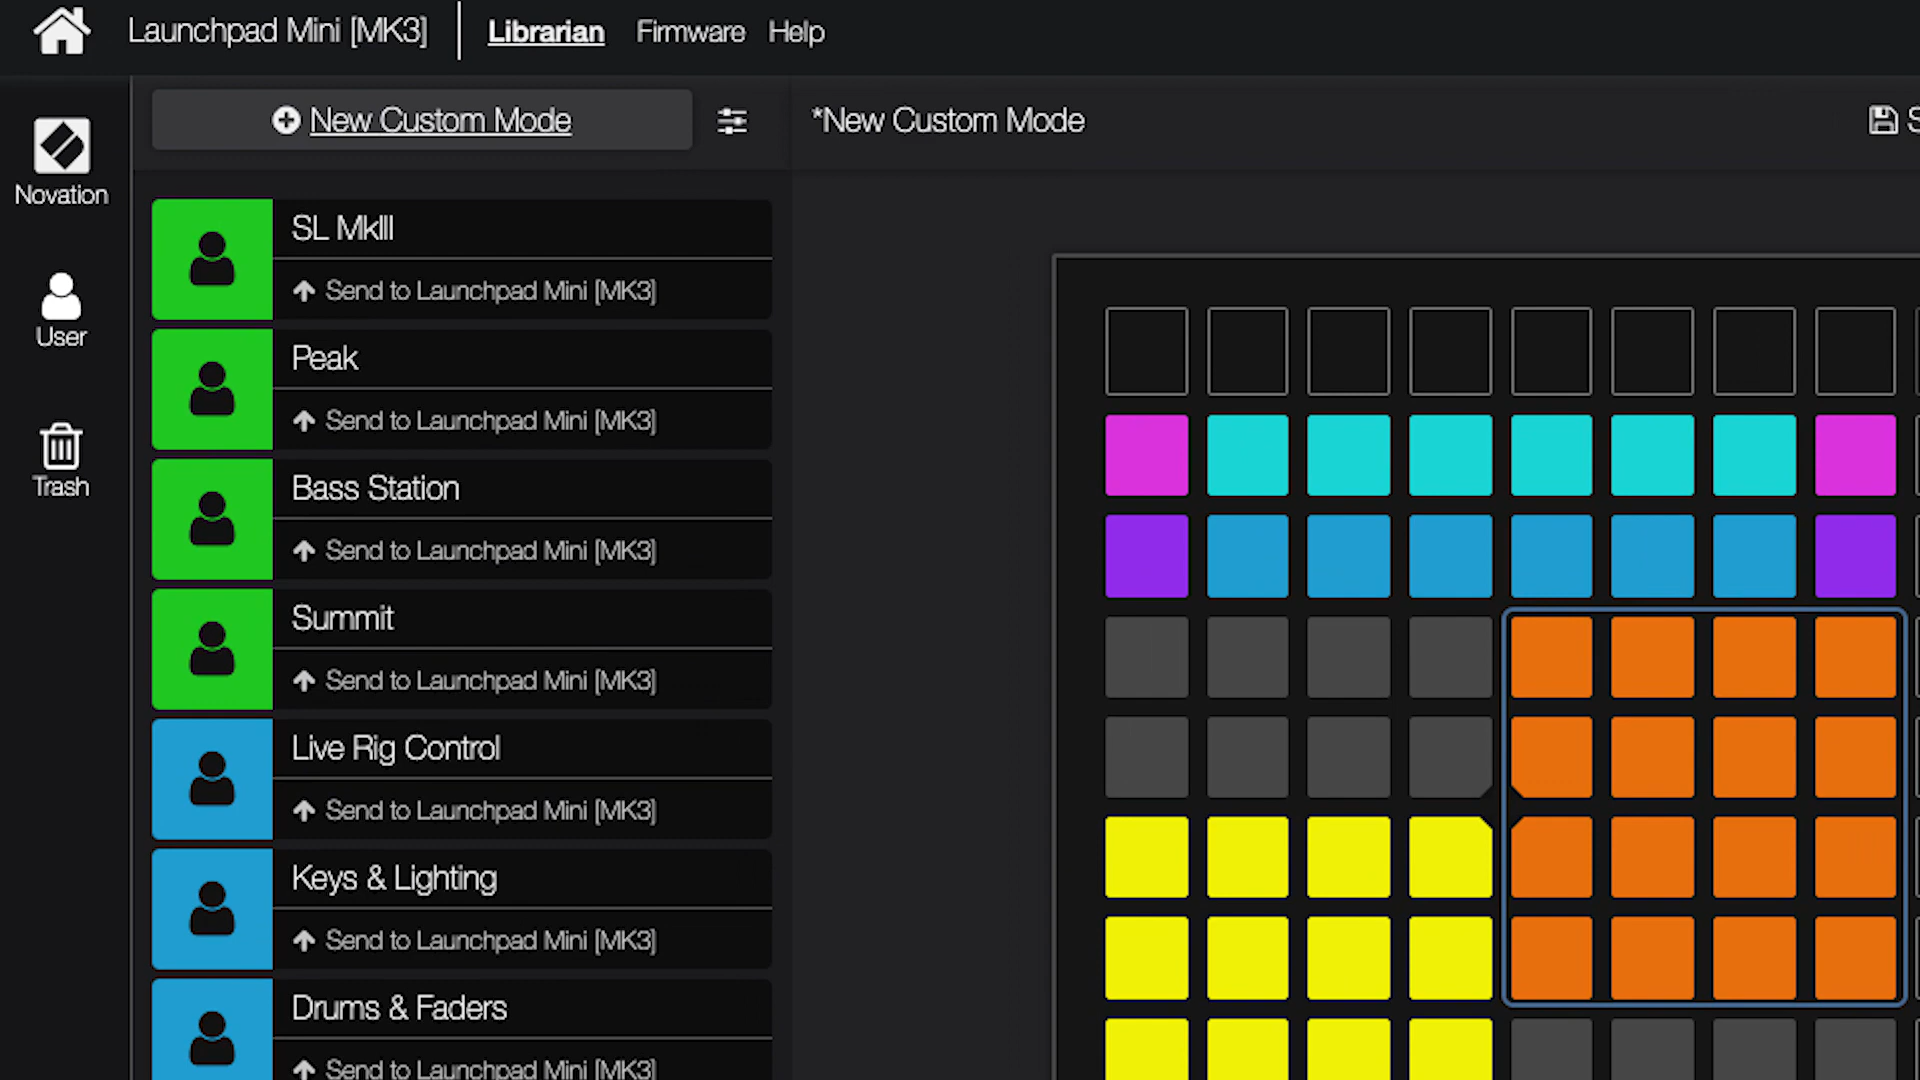 Launchpad Mini [MK3]
Librarian
Firmware
Help
New Custom Mode
*New Custom Mode
Novation
User
Trash
SL MkIII
Send to Launchpad Mini [MK3]
Peak
Send to Launchpad Mini [MK3]
Bass Station
Send to Launchpad Mini [MK3]
Summit
Send to Launchpad Mini [MK3]
Live Rig Control
Send to Launchpad Mini [MK3]
Keys & Lighting
Send to Launchpad Mini [MK3]
Drums & Faders
Send to Launchpad Mini [MK3]